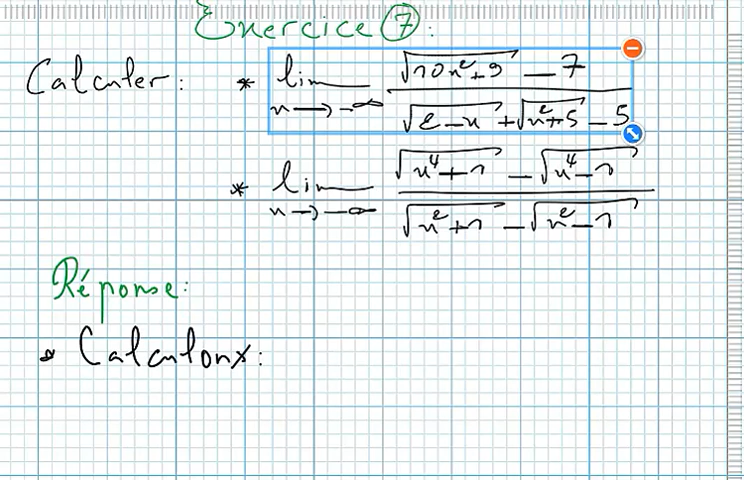 Exercice 7:
Calculer: * lim x→-∞ (√(10x²+9) - 7) / (√(2-x) + √(x²+5) - 5)
* lim x→-∞ (√(x⁴+1) - √(x⁴-1)) / (√(x²+1) - √(x²-1))
Réponse:
* Calculons: